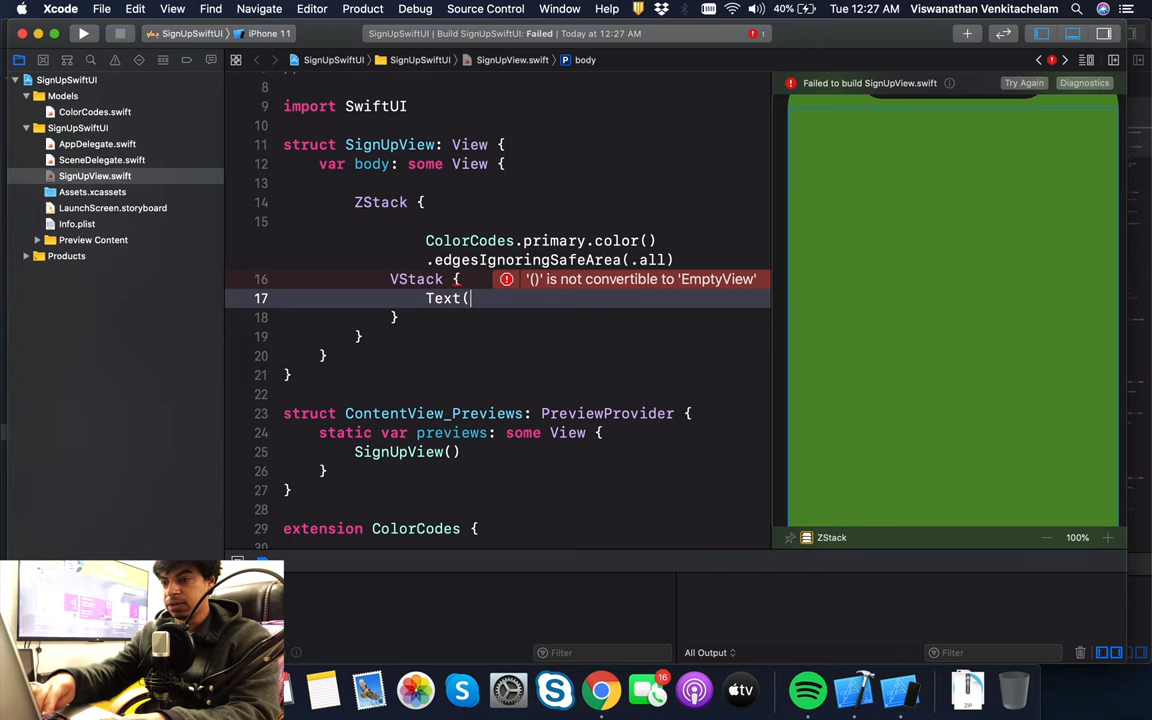 Xcode File Edit View Find Navigate Editor Product Debug Source Control Window Help 40% Tue 12:27 AM Viswanathan Venkitachelam
SignUpSwiftUI iPhone 11 SignUpSwiftUI | Build SignUpSwiftUI: Failed | Today at 12:27 AM 1
SignUpSwiftUI SignUpSwiftUI SignUpView.swift P body
SignUpSwiftUI
Models
ColorCodes.swift
SignUpSwiftUI
AppDelegate.swift
SceneDelegate.swift
SignUpView.swift
Assets.xcassets
LaunchScreen.storyboard
Info.plist
Preview Content
Products
8
9 import SwiftUI
10
11 struct SignUpView: View {
12 var body: some View {
13
14 ZStack {
15
ColorCodes.primary.color()
.edgesIgnoringSafeArea(.all)
16 VStack { '()' is not convertible to 'EmptyView'
17 Text(
18 }
19 }
20 }
21 }
22
23 struct ContentView_Previews: PreviewProvider {
24 static var previews: some View {
25 SignUpView()
26 }
27 }
28
29 extension ColorCodes {
30
Failed to build SignUpView.swift Try Again Diagnostics
ZStack 100%
Filter All Output Filter
16
tv
ZIP